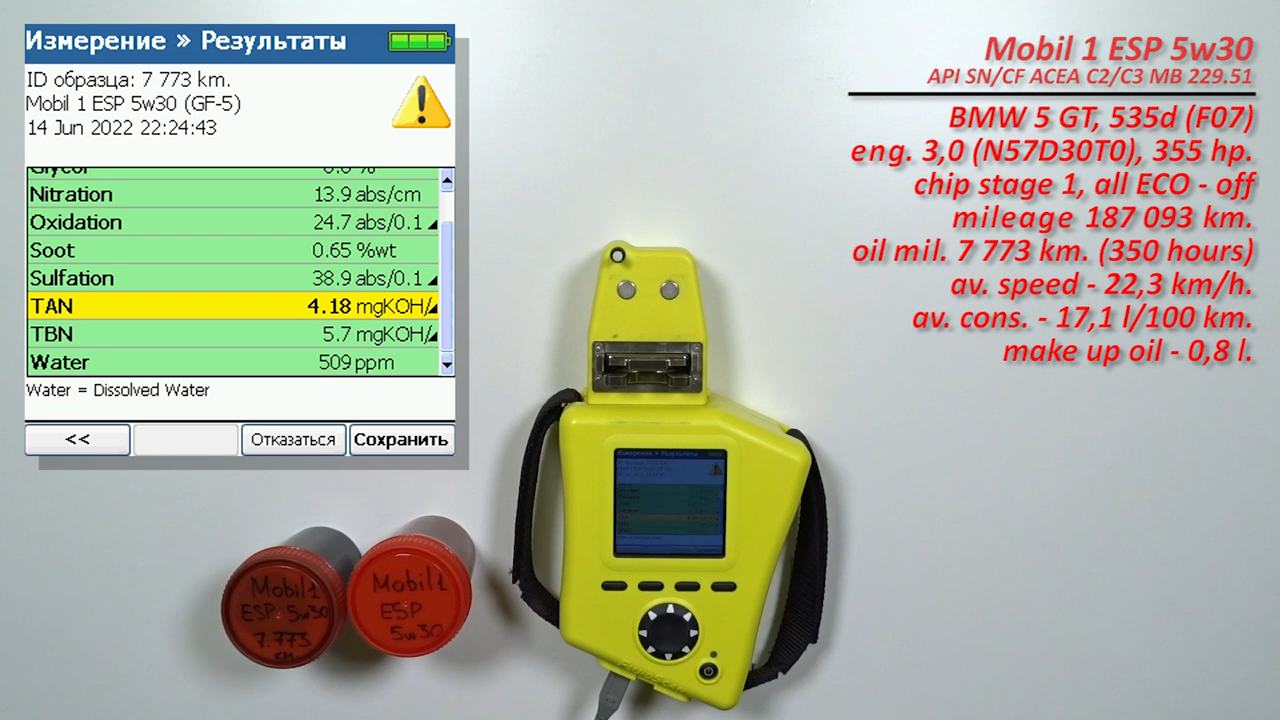 Измерение » Результаты
ID образца: 7 773 km.
Mobil 1 ESP 5w30 (GF-5)
14 Jun 2022 22:24:43
Nitration 13.9 abs/cm
Oxidation 24.7 abs/0.1
Soot 0.65 %wt
Sulfation 38.9 abs/0.1
TAN 4.18 mgKOH/
TBN 5.7 mgKOH/
Water 509 ppm
Water = Dissolved Water
<< Отказаться Сохранить
Mobil 1 ESP 5w30
API SN/CF ACEA C2/C3 MB 229.51
BMW 5 GT, 535d (F07)
eng. 3,0 (N57D30T0), 355 hp.
chip stage 1, all ECO - off
mileage 187 093 km.
oil mil. 7 773 km. (350 hours)
av. speed - 22,3 km/h.
av. cons. - 17,1 l/100 km.
make up oil - 0,8 l.
Измерение » Результаты
Mobil1
ESP 5w30
7.773
км
Mobil1
ESP
5w30